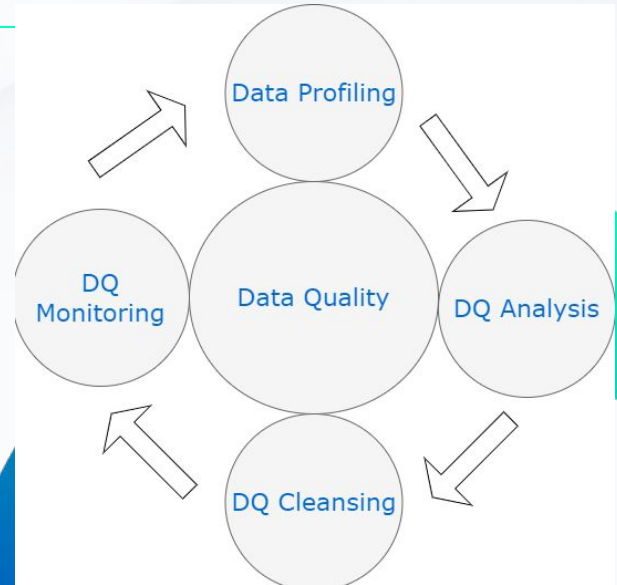 Data Profiling
DQ
Monitoring
Data Quality
DQ Analysis
DQ Cleansing